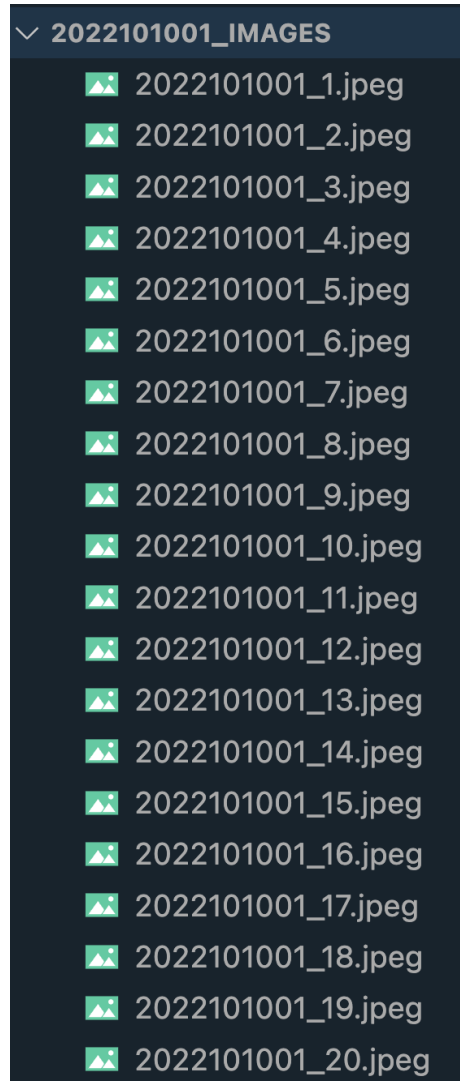 2022101001_IMAGES
2022101001_1.jpeg
2022101001_2.jpeg
2022101001_3.jpeg
2022101001_4.jpeg
2022101001_5.jpeg
2022101001_6.jpeg
2022101001_7.jpeg
2022101001_8.jpeg
2022101001_9.jpeg
2022101001_10.jpeg
2022101001_11.jpeg
2022101001_12.jpeg
2022101001_13.jpeg
2022101001_14.jpeg
2022101001_15.jpeg
2022101001_16.jpeg
2022101001_17.jpeg
2022101001_18.jpeg
2022101001_19.jpeg
2022101001_20.jpeg